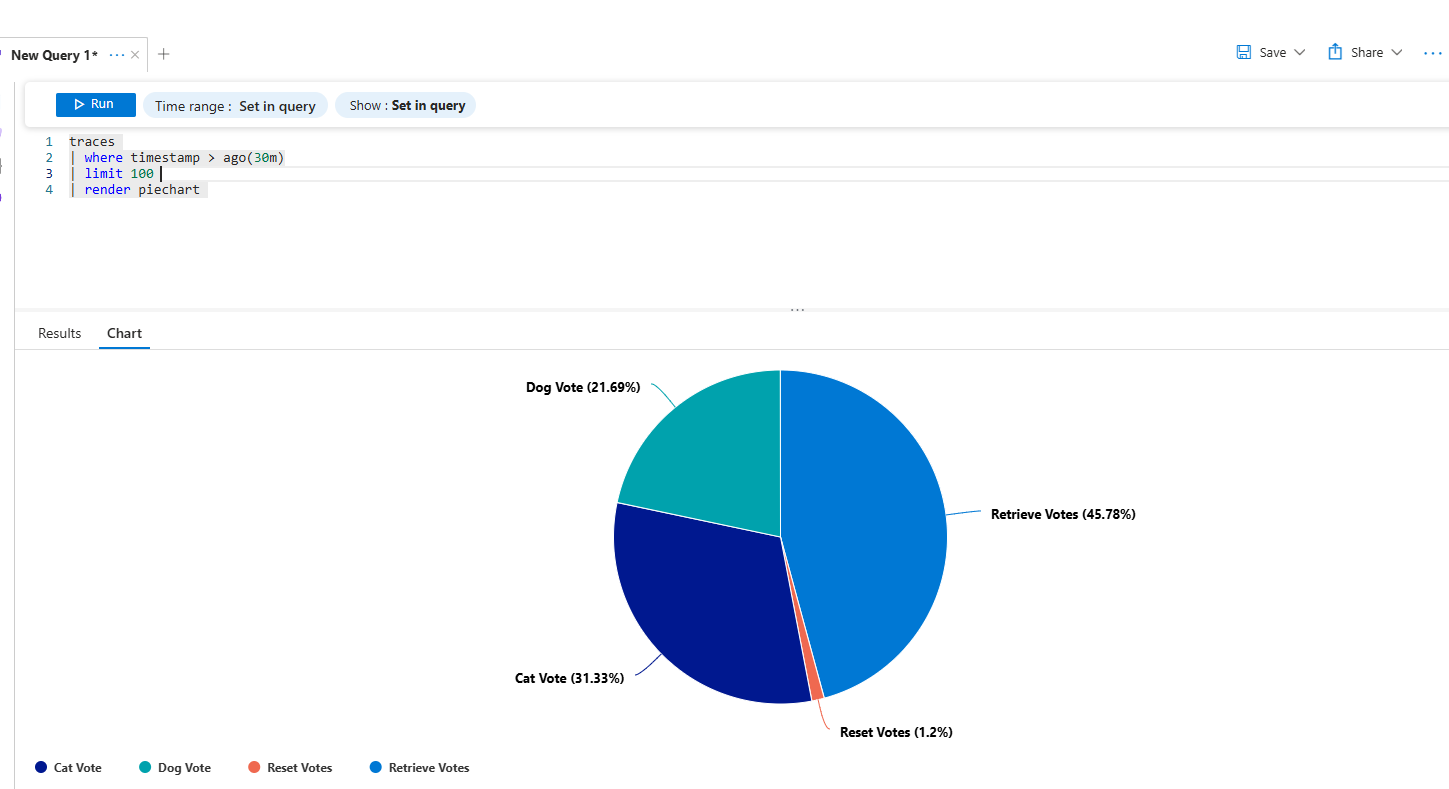 New Query 1* ··· × +
Save Share ···
Run Time range : Set in query Show : Set in query
1 traces
2 | where timestamp > ago(30m)
3 | limit 100
4 | render piechart
···
Results Chart
Dog Vote (21.69%)
Retrieve Votes (45.78%)
Cat Vote (31.33%)
Reset Votes (1.2%)
Cat Vote Dog Vote Reset Votes Retrieve Votes